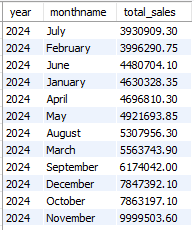 year monthname total_sales
2024 July 3930909.30
2024 February 3996290.75
2024 June 4480704.10
2024 January 4630328.35
2024 April 4696810.30
2024 May 4921693.85
2024 August 5307956.30
2024 March 5563743.90
2024 September 6174042.00
2024 December 7847392.10
2024 October 7863197.10
2024 November 9999503.60